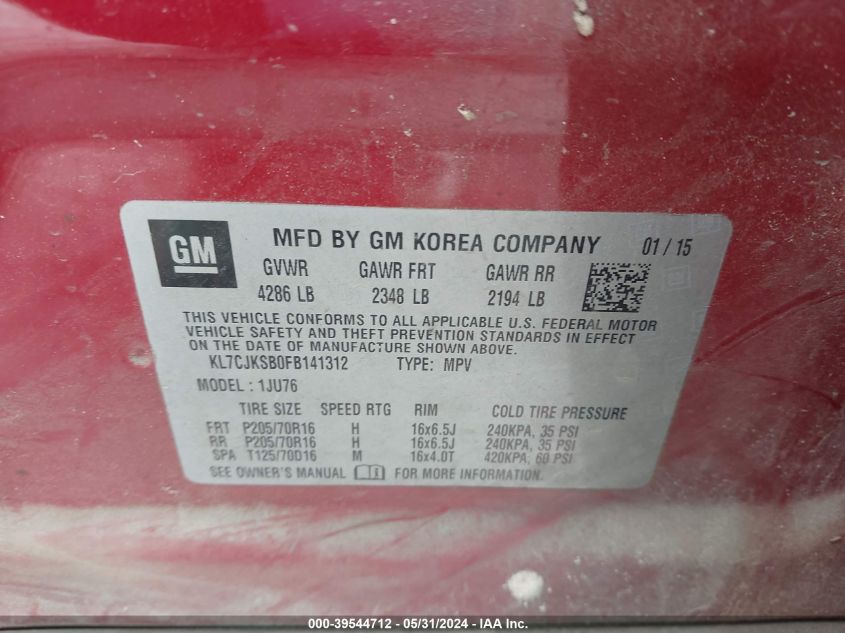 GM MFD BY GM KOREA COMPANY 01 / 15
GVWR GAWR FRT GAWR RR
4286 LB 2348 LB 2194 LB
THIS VEHICLE CONFORMS TO ALL APPLICABLE U.S. FEDERAL MOTOR
VEHICLE SAFETY AND THEFT PREVENTION STANDARDS IN EFFECT
ON THE DATE OF MANUFACTURE SHOWN ABOVE.
KL7CJKSB0FB141312 TYPE: MPV
MODEL : 1JU76
TIRE SIZE SPEED RTG RIM COLD TIRE PRESSURE
FRT P205/70R16 H 16x6.5J 240KPA, 35 PSI
RR P205/70R16 H 16x6.5J 240KPA, 35 PSI
SPA T125/70D16 M 16x4.0T 420KPA, 60 PSI
SEE OWNER'S MANUAL FOR MORE INFORMATION
000-39544712 - 05/31/2024 - IAA Inc.